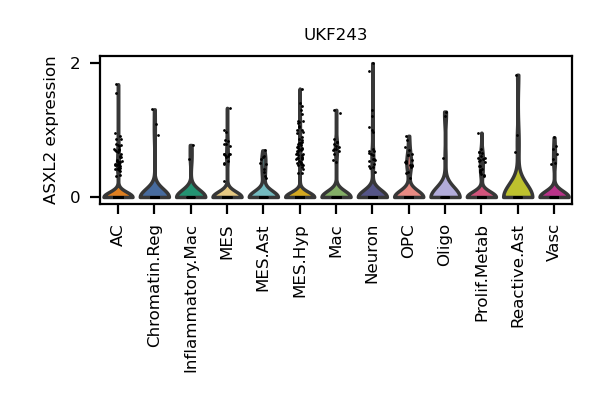 UKF243
ASXL2 expression
2
0
AC
Chromatin.Reg
Inflammatory.Mac
MES
MES.Ast
MES.Hyp
Mac
Neuron
OPC
Oligo
Prolif.Metab
Reactive.Ast
Vasc